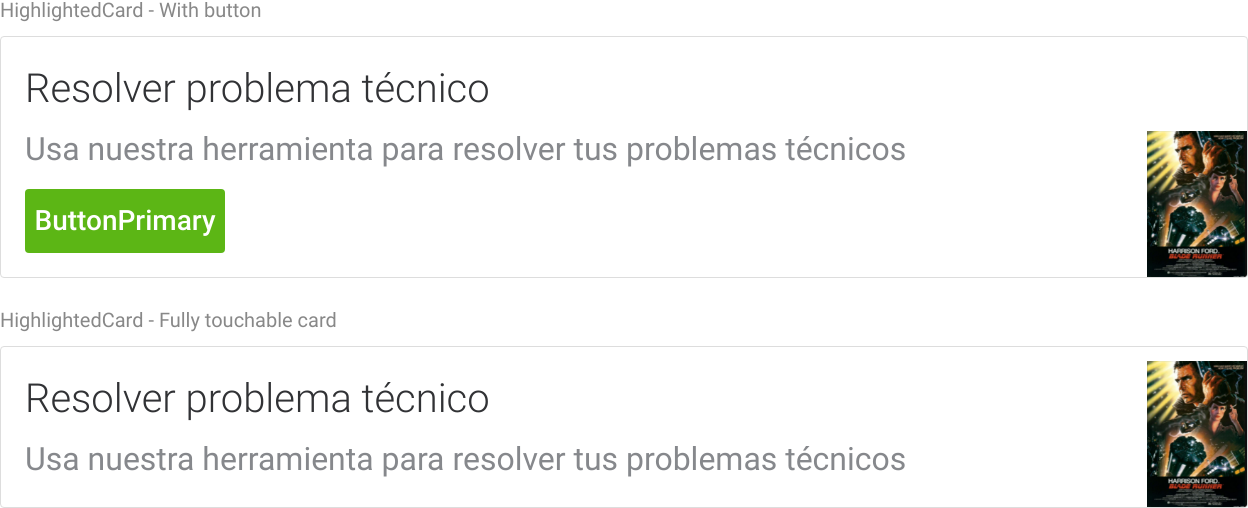 HighlightedCard - With button
Resolver problema técnico
Usa nuestra herramienta para resolver tus problemas técnicos
ButtonPrimary
HARRISON FORD.
BLADE RUNNER
HighlightedCard - Fully touchable card
Resolver problema técnico
Usa nuestra herramienta para resolver tus problemas técnicos
HARRISON FORD.
BLADE RUNNER